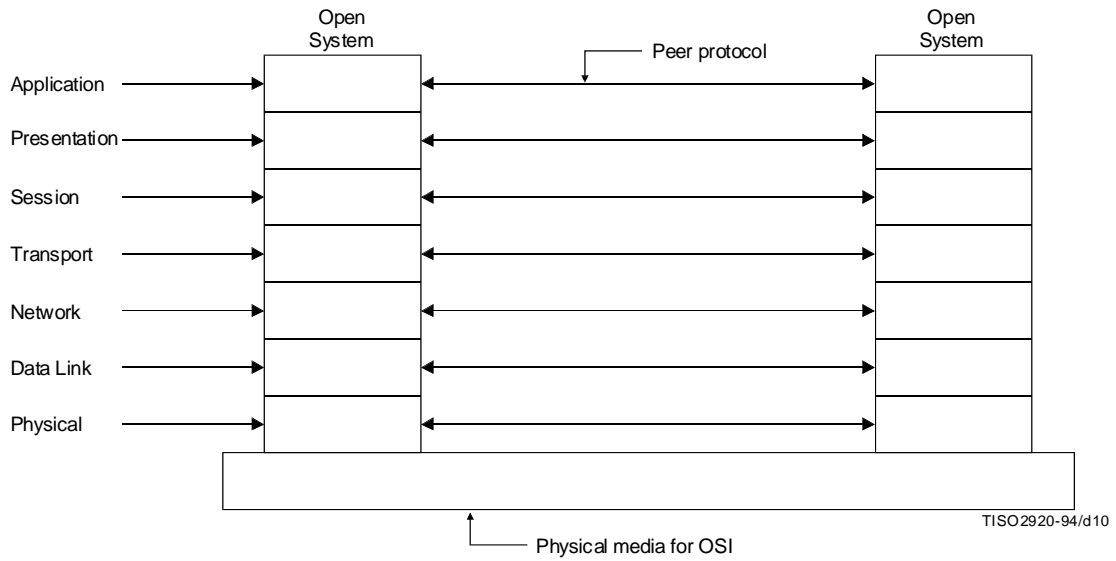 Open
System
Open
System
Peer protocol
Application
Presentation
Session
Transport
Network
Data Link
Physical
TISO2920-94/d10
Physical media for OSI